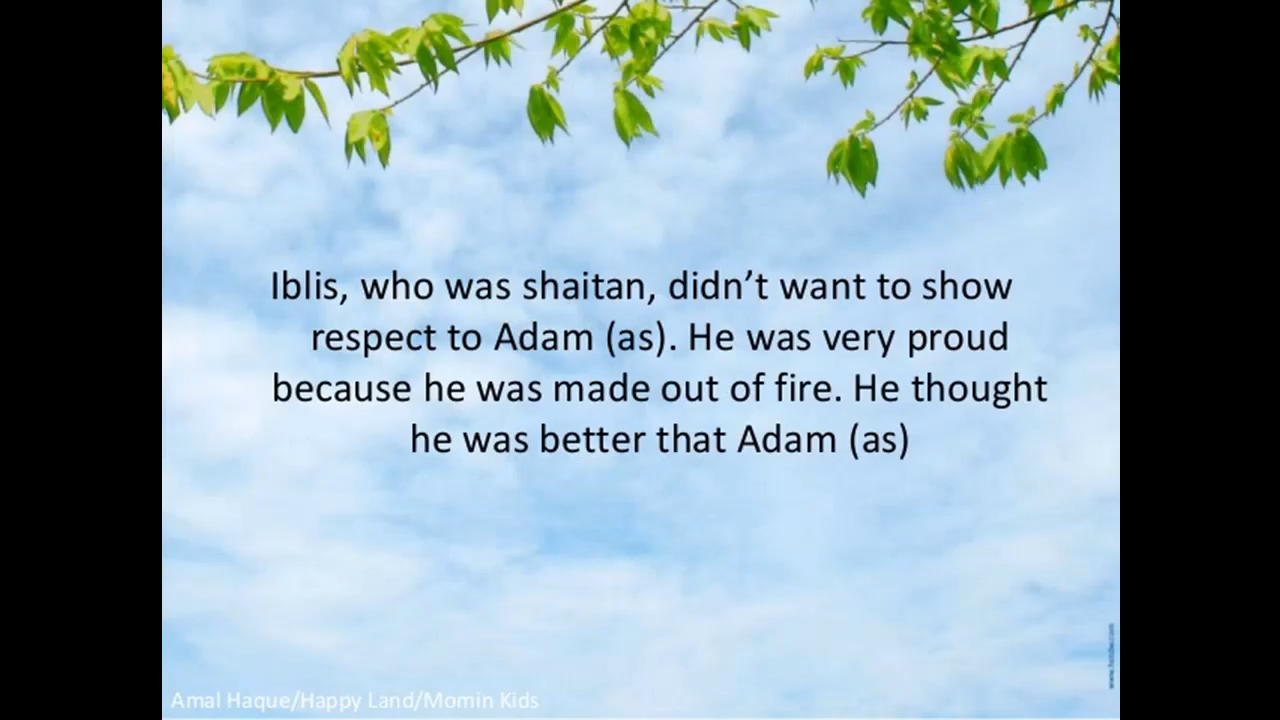 Iblis, who was shaitan, didn’t want to show
respect to Adam (as). He was very proud
because he was made out of fire. He thought
he was better that Adam (as)
Amal Haque/Happy Land/Momin Kids